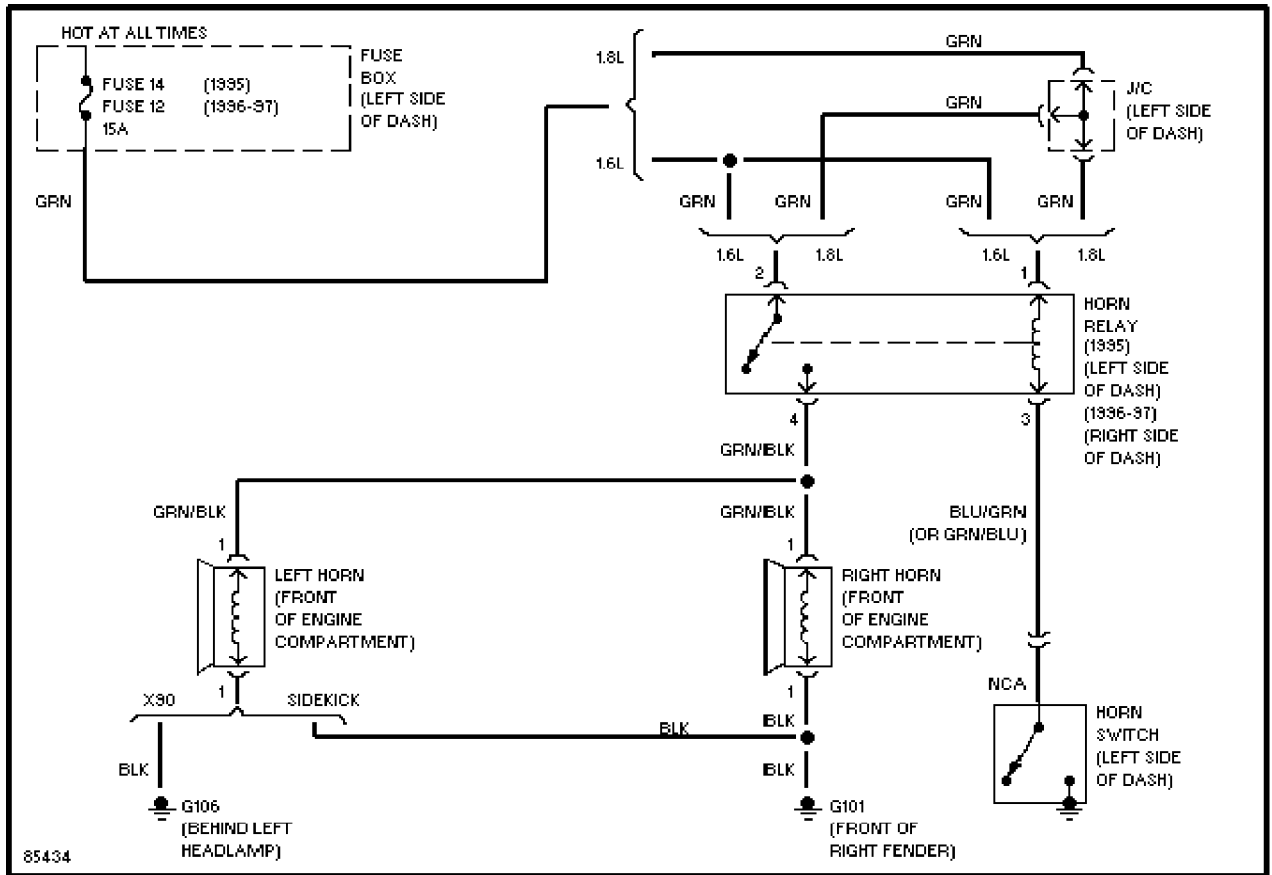 HOT AT ALL TIMES
FUSE 14 (1995)
FUSE 12 (1996-97)
15A
FUSE
BOX
(LEFT SIDE
OF DASH)
GRN
1.8L
1.6L
GRN
GRN
J/C
(LEFT SIDE
OF DASH)
GRN
GRN
GRN
GRN
1.6L
1.8L
1.6L
1.8L
2
1
HORN
RELAY
(1995)
(LEFT SIDE
OF DASH)
(1996-97)
(RIGHT SIDE
OF DASH)
4
3
GRN/BLK
GRN/BLK
GRN/BLK
BLU/GRN
(OR GRN/BLU)
1
1
LEFT HORN
(FRONT
OF ENGINE
COMPARTMENT)
RIGHT HORN
(FRONT
OF ENGINE
COMPARTMENT)
1
1
X90
SIDEKICK
NCA
BLK
BLK
HORN
SWITCH
(LEFT SIDE
OF DASH)
BLK
BLK
G106
(BEHIND LEFT
HEADLAMP)
G101
(FRONT OF
RIGHT FENDER)
85434